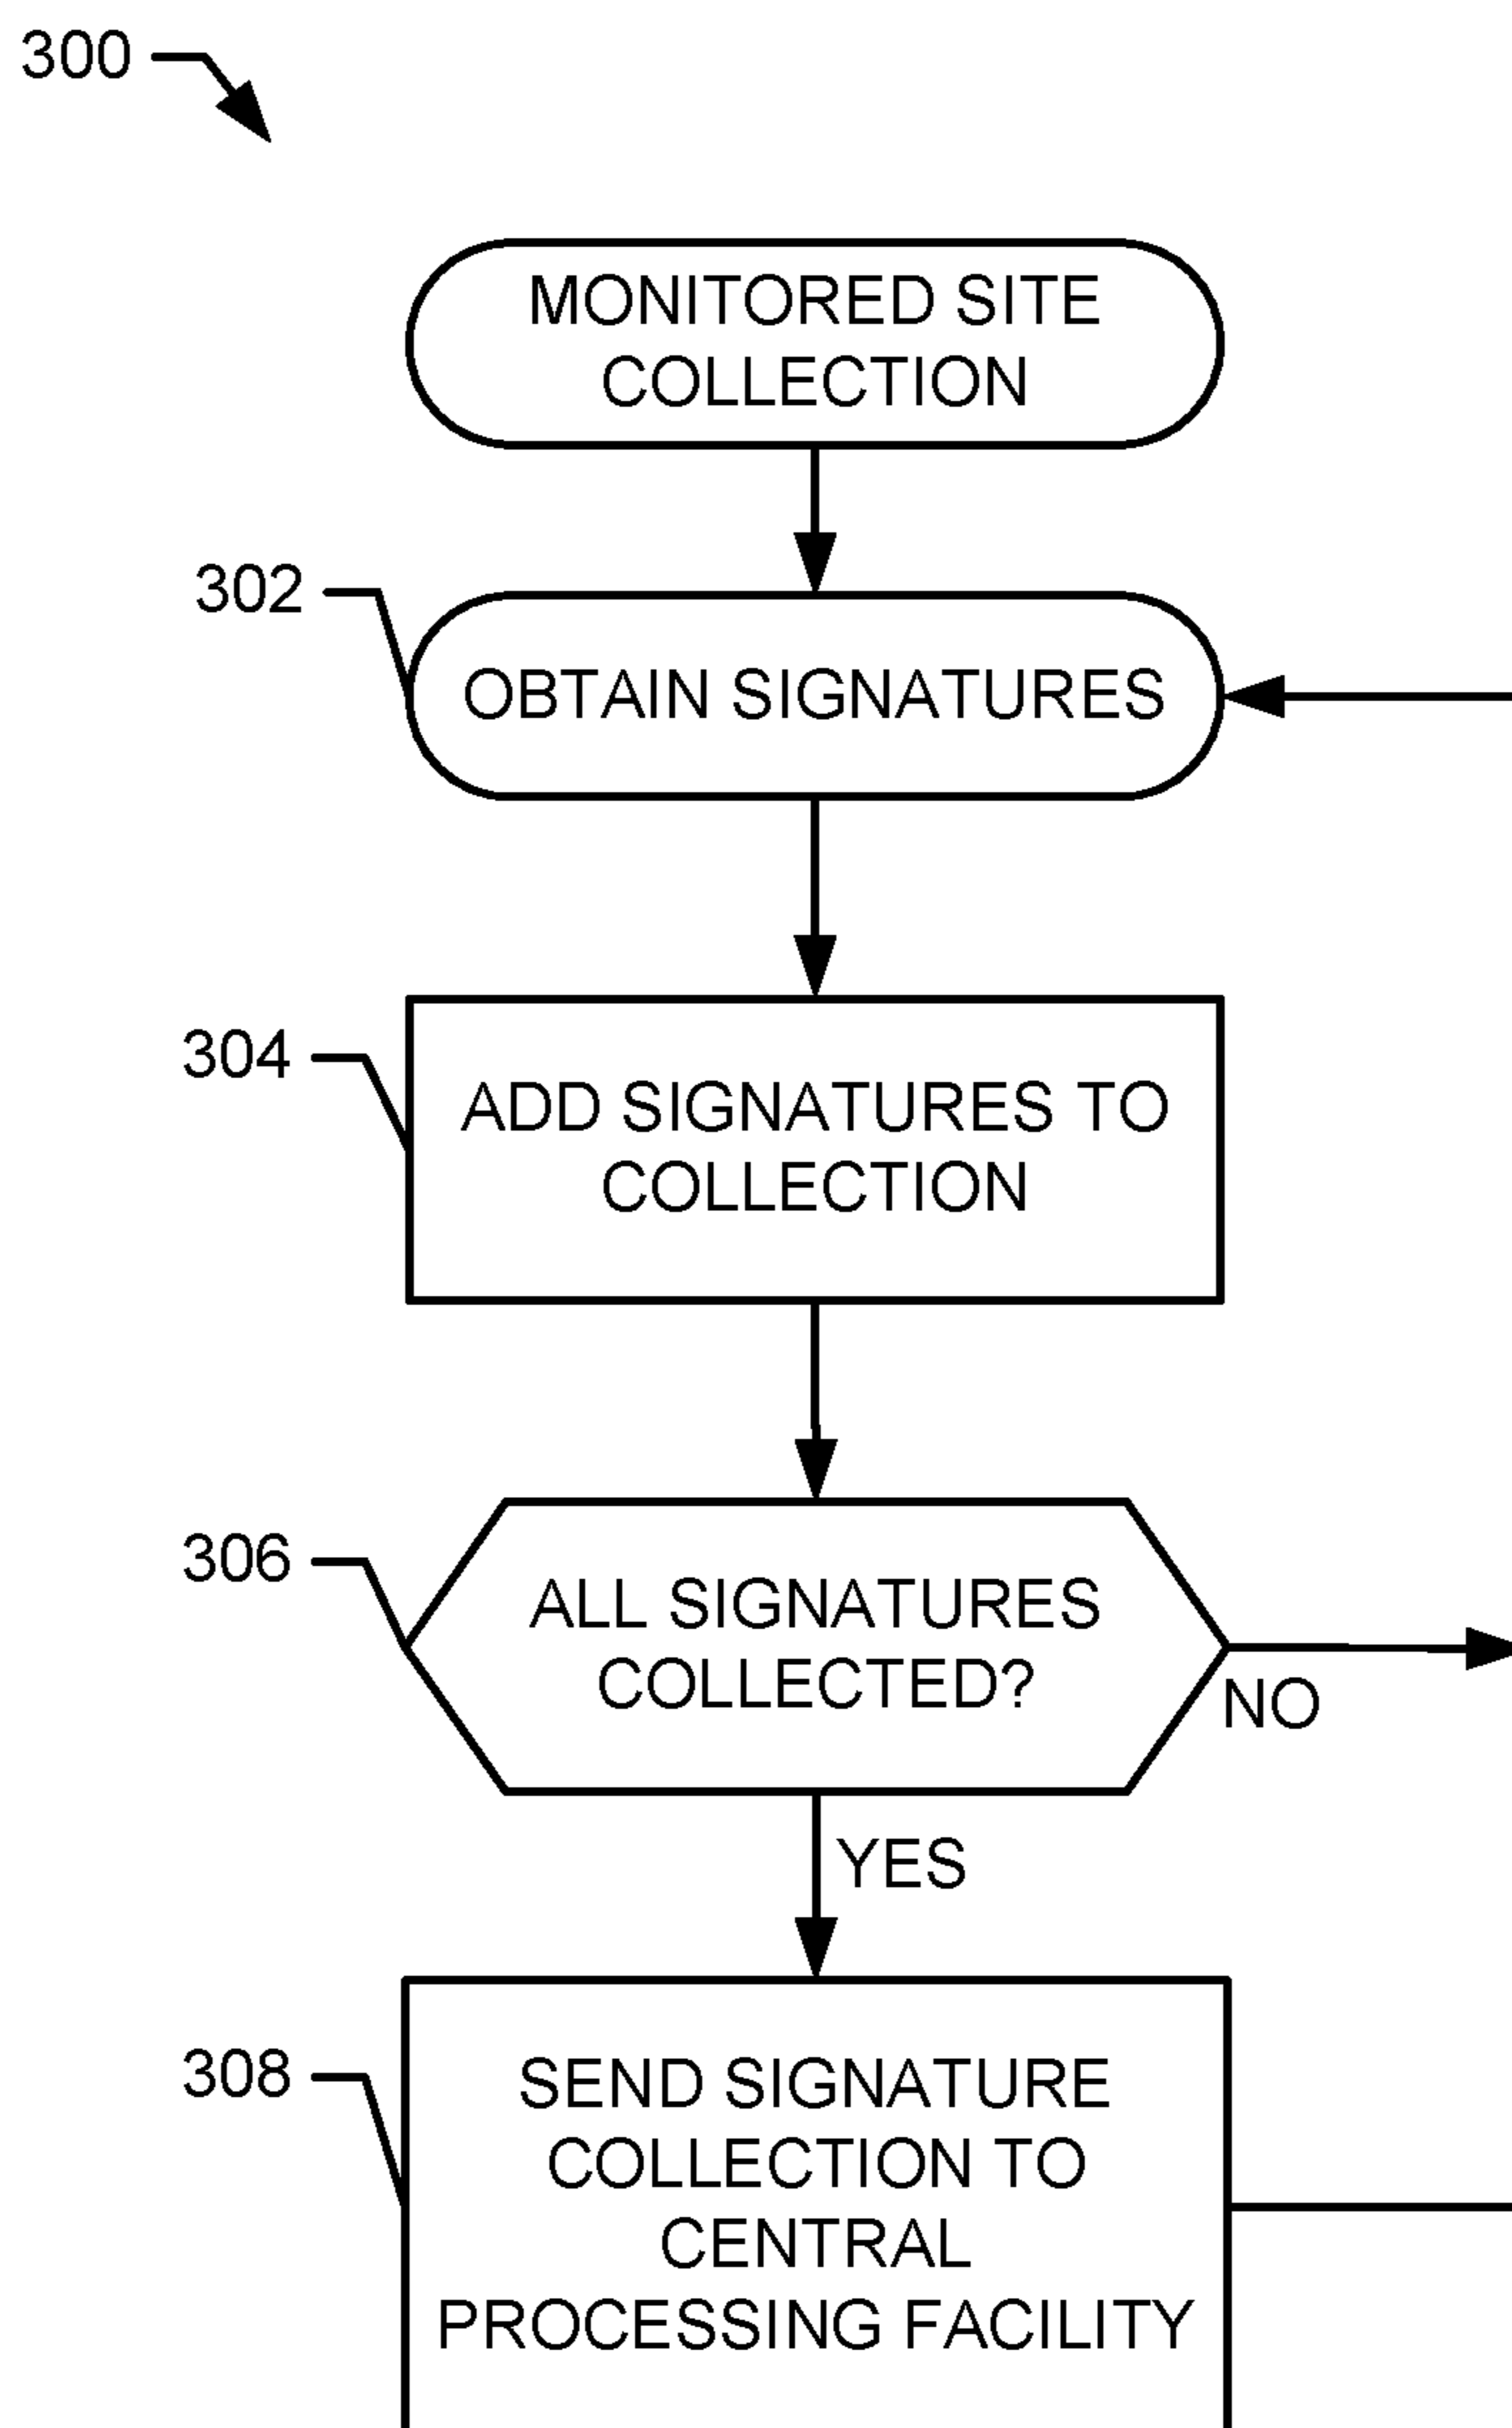 300
MONITORED SITE
COLLECTION
302
OBTAIN SIGNATURES
304
ADD SIGNATURES TO
COLLECTION
306
ALL SIGNATURES
COLLECTED?
NO
YES
308
SEND SIGNATURE
COLLECTION TO
CENTRAL
PROCESSING FACILITY